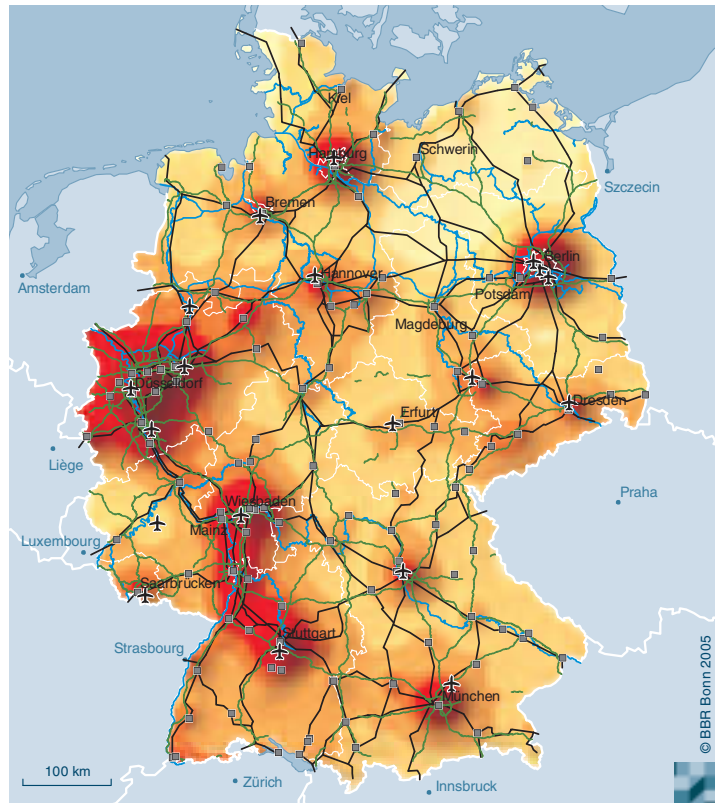 Kiel
Hamburg
Schwerin
Szczecin
Bremen
Berlin
Amsterdam
Hannover
Potsdam
Magdeburg
Düsseldorf
Dresden
Erfurt
Liège
Praha
Wiesbaden
Mainz
Luxembourg
Saarbrücken
Stuttgart
Strasbourg
München
100 km
Zürich
Innsbruck
© BBR Bonn 2005